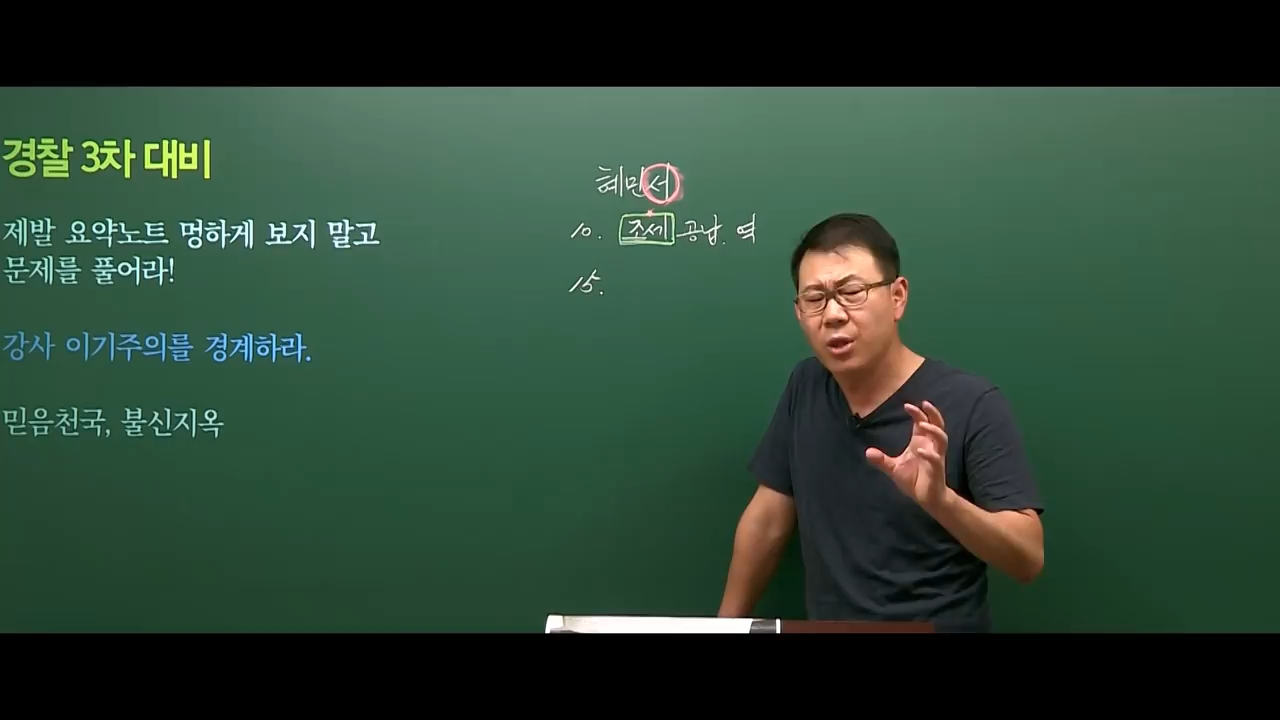 경찰 3차 대비
제발 요약노트 멍하게 보지 말고
문제를 풀어라!
강사 이기주의를 경계하라.
믿음천국, 불신지옥
혜민서
10. 조세 공납. 역
15.